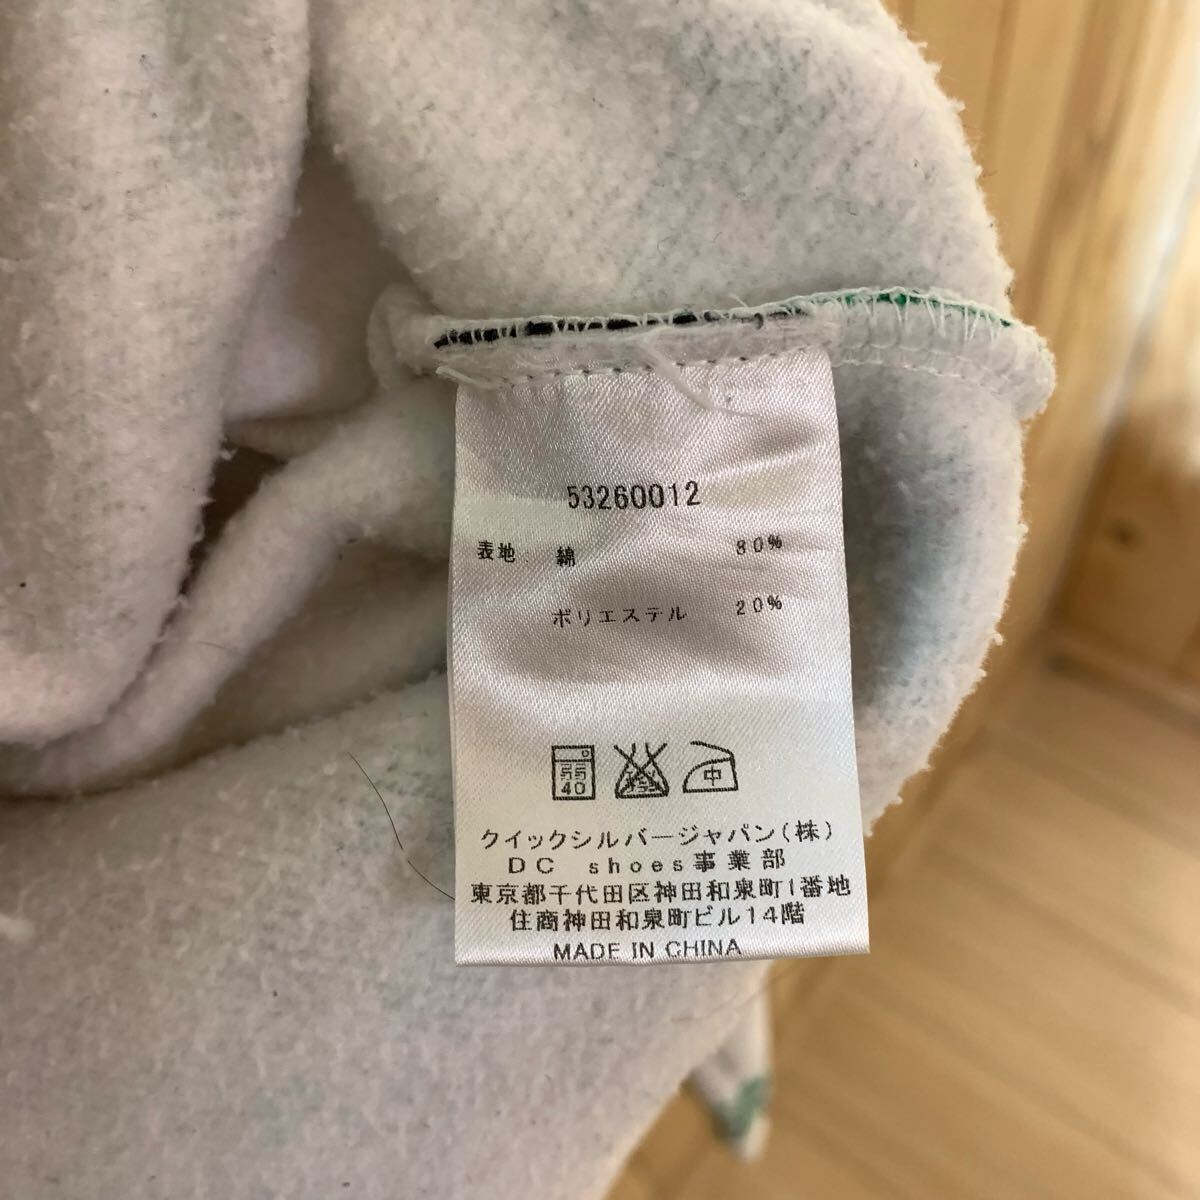 53260012
表地 綿 80%
ポリエステル 20%
弱
40
中
クイックシルバージャパン(株)
DC shoes事業部
東京都千代田区神田和泉町1番地
住商神田和泉町ビル14階
MADE IN CHINA